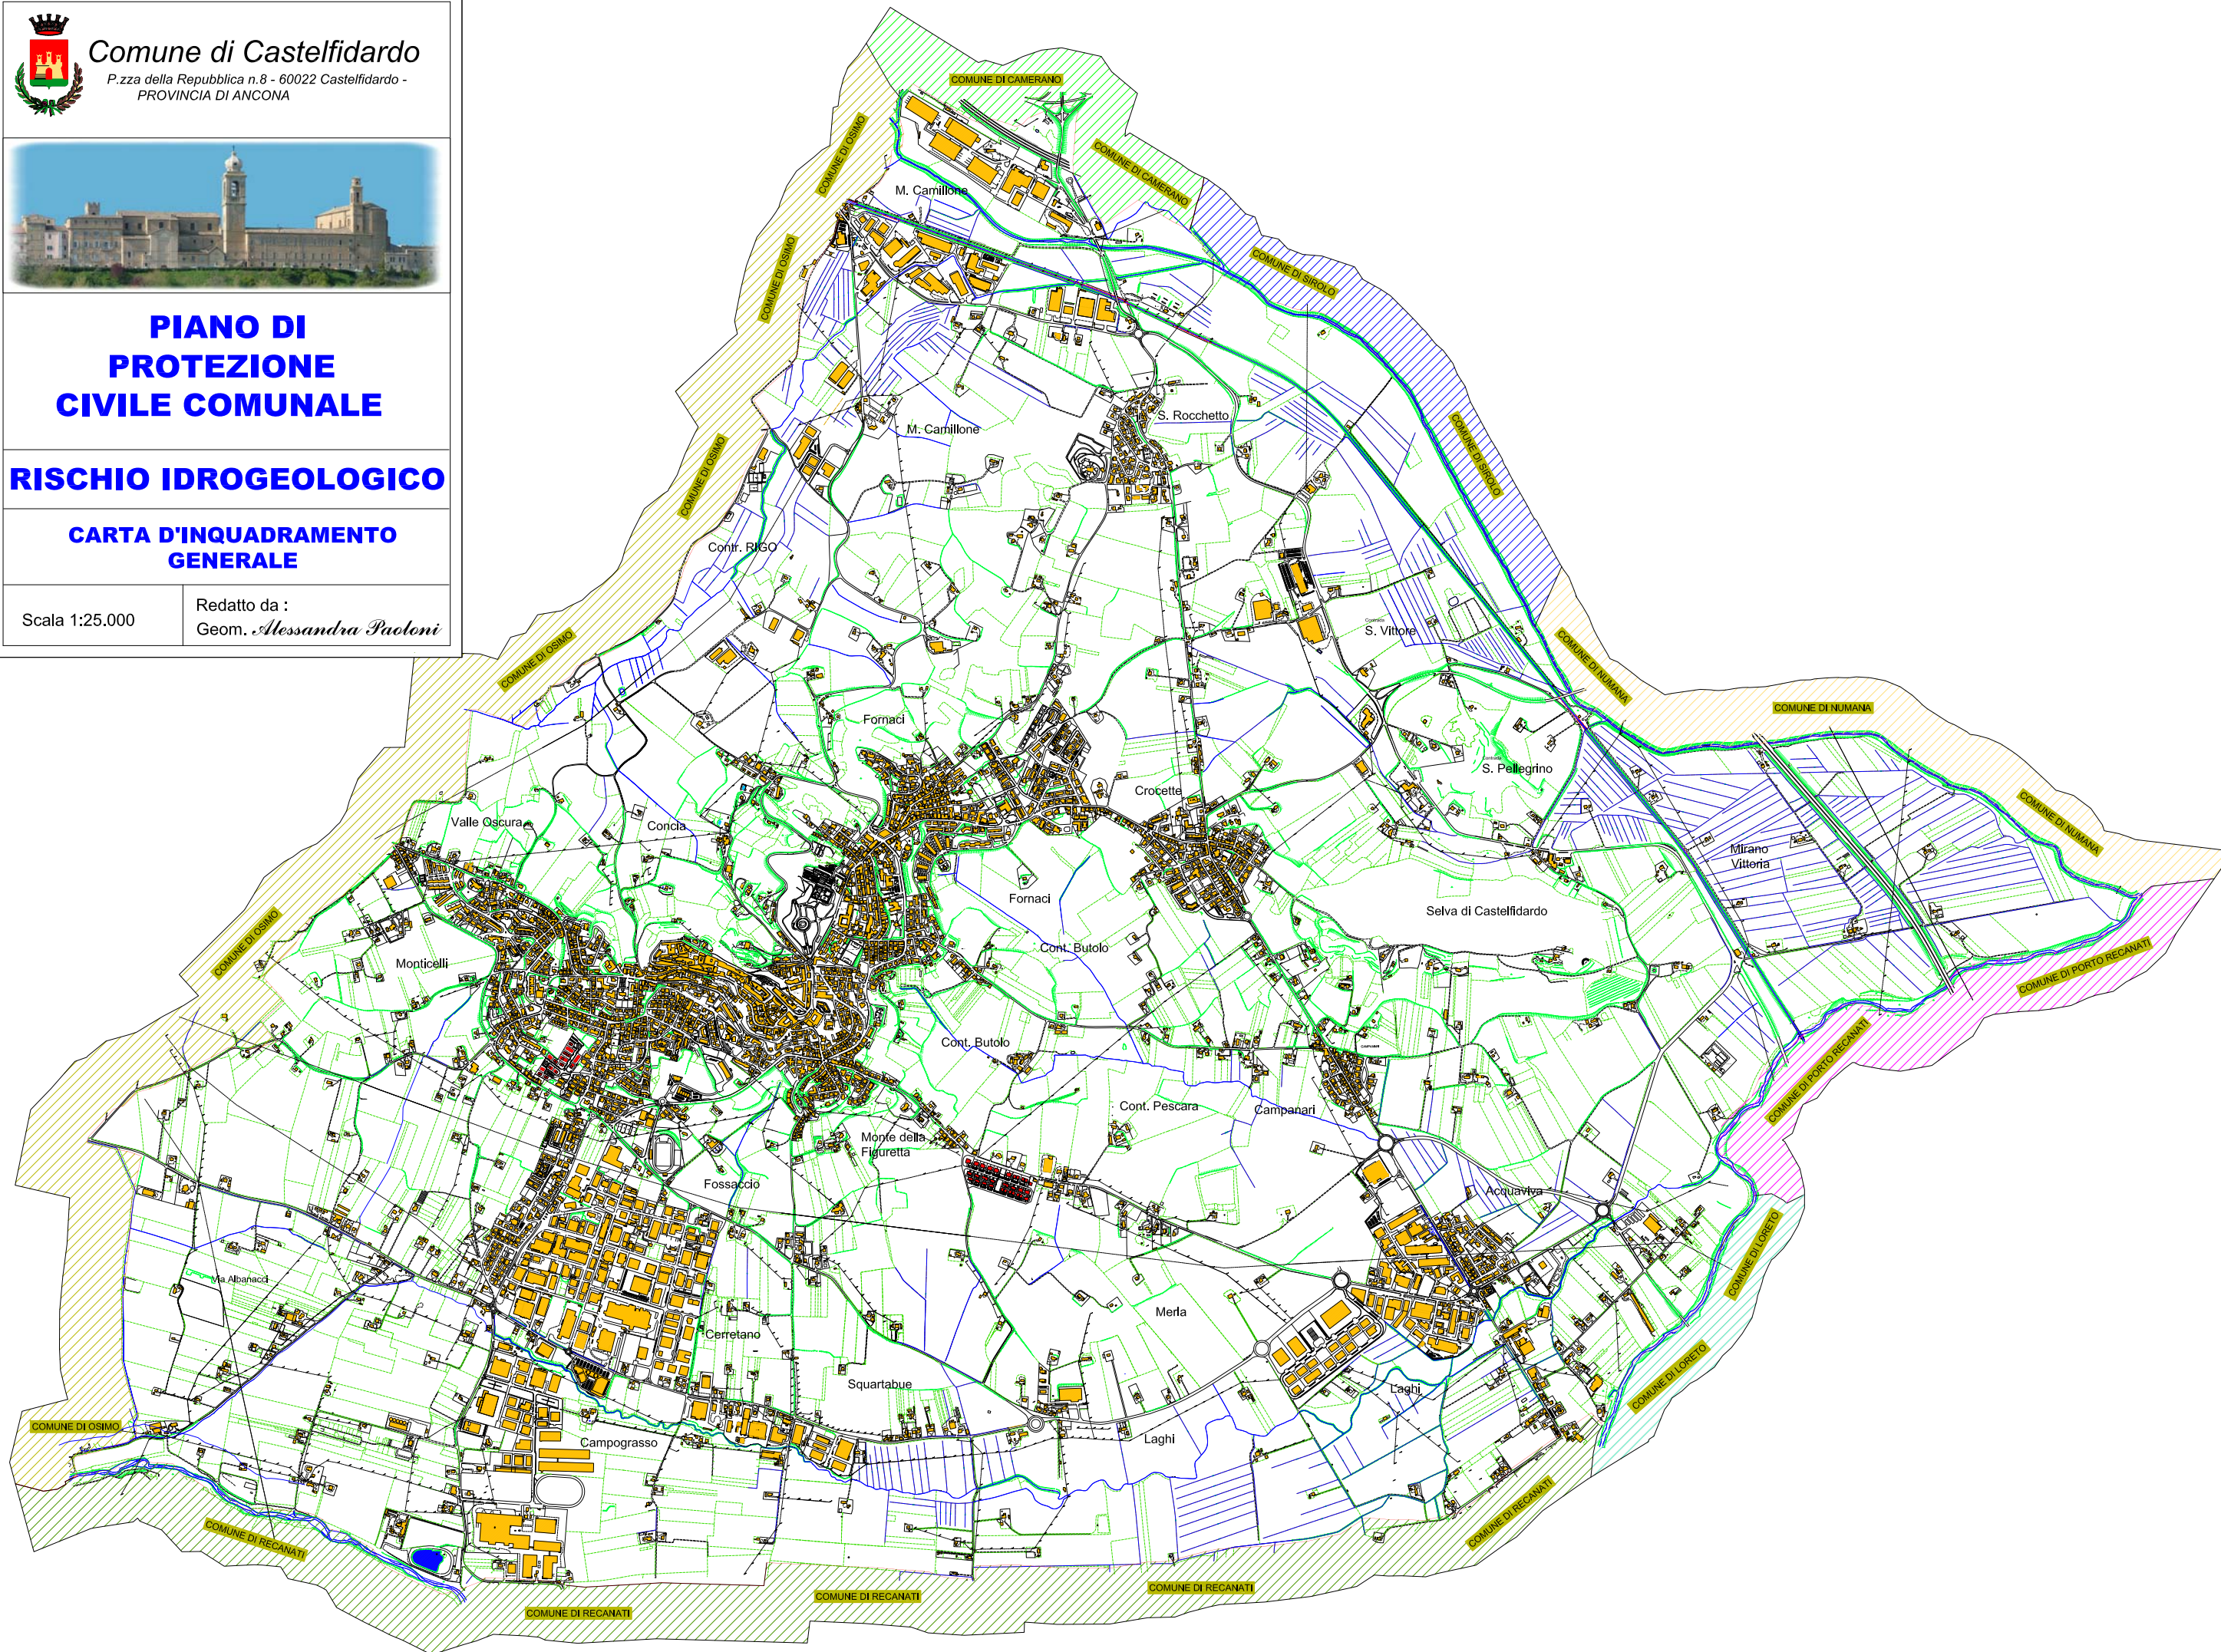 Comune di Castelfidardo
P.zza della Repubblica n.8 - 60022 Castelfidardo -
PROVINCIA DI ANCONA
PIANO DI
PROTEZIONE
CIVILE COMUNALE
RISCHIO IDROGEOLOGICO
CARTA D'INQUADRAMENTO
GENERALE
Scala 1:25.000
Redatto da :
Geom. Alessandra Paoloni
COMUNE DI CAMERANO
COMUNE DI OSIMO
COMUNE DI CAMERANO
M. Camillone
COMUNE DI OSIMO
COMUNE DI SIROLO
S. Rocchetto
M. Camillone
COMUNE DI SIROLO
COMUNE DI OSIMO
Contr. RIGO
Contrada
S. Vittore
COMUNE DI OSIMO
COMUNE DI NUMANA
COMUNE DI NUMANA
Fornaci
Contrada
S. Pellegrino
Crocette
Valle Oscura
Concia
COMUNE DI NUMANA
Mirano
Vittoria
Fornaci
Selva di Castelfidardo
COMUNE DI OSIMO
Cont. Butolo
Monticelli
COMUNE DI PORTO RECANATI
Cont. Butolo
CAMPANARI
COMUNE DI PORTO RECANATI
Cont. Pescara
Campanari
Monte della
Figuretta
Fossaccio
Acquaviva
COMUNE DI LORETO
Via Albanacci
Merla
Cerretano
COMUNE DI LORETO
Squartabue
Laghi
COMUNE DI OSIMO
Campograsso
Laghi
COMUNE DI RECANATI
COMUNE DI RECANATI
COMUNE DI RECANATI
COMUNE DI RECANATI
COMUNE DI RECANATI